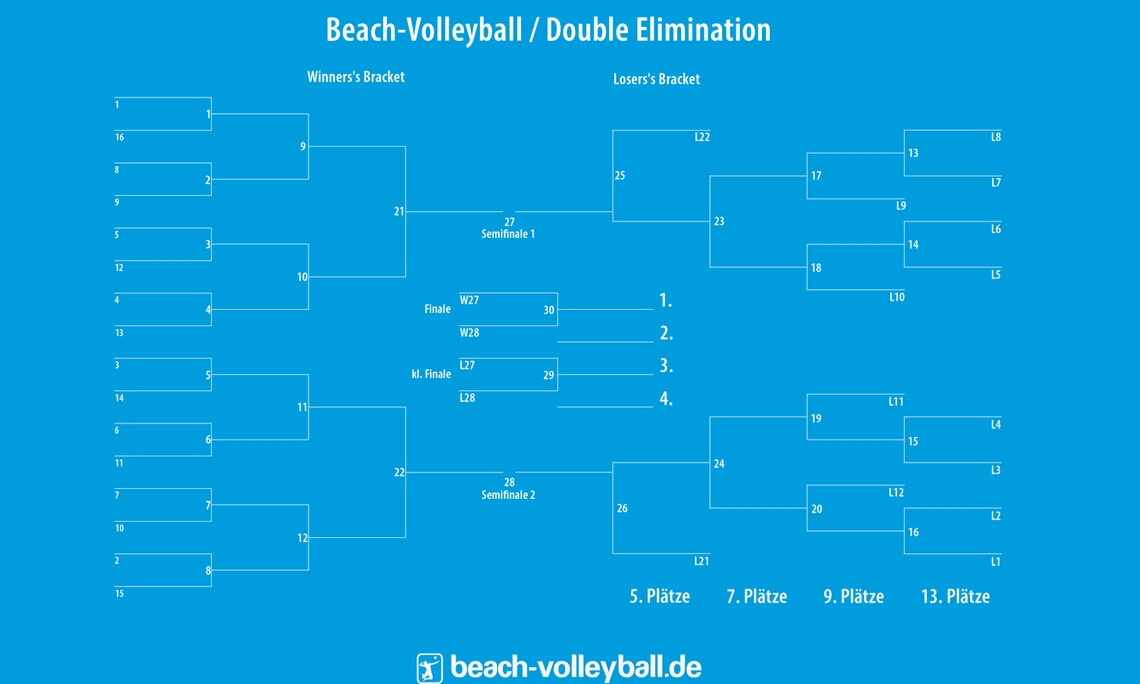 Beach-Volleyball / Double Elimination
Winners's Bracket
Losers's Bracket
1
1
16
9
8
2
9
21
5
3
12
10
4
4
13
3
5
14
11
6
6
11
22
7
7
10
12
2
8
15
27
Semifinale 1
Finale
W27
30
W28
1.
2.
kl. Finale
L27
29
L28
3.
4.
28
Semifinale 2
L22
25
23
17
13
L8
L7
L9
18
14
L6
L5
L10
L11
19
15
L4
L3
24
L12
20
16
L2
L1
26
L21
5. Plätze 7. Plätze 9. Plätze 13. Plätze
beach-volleyball.de